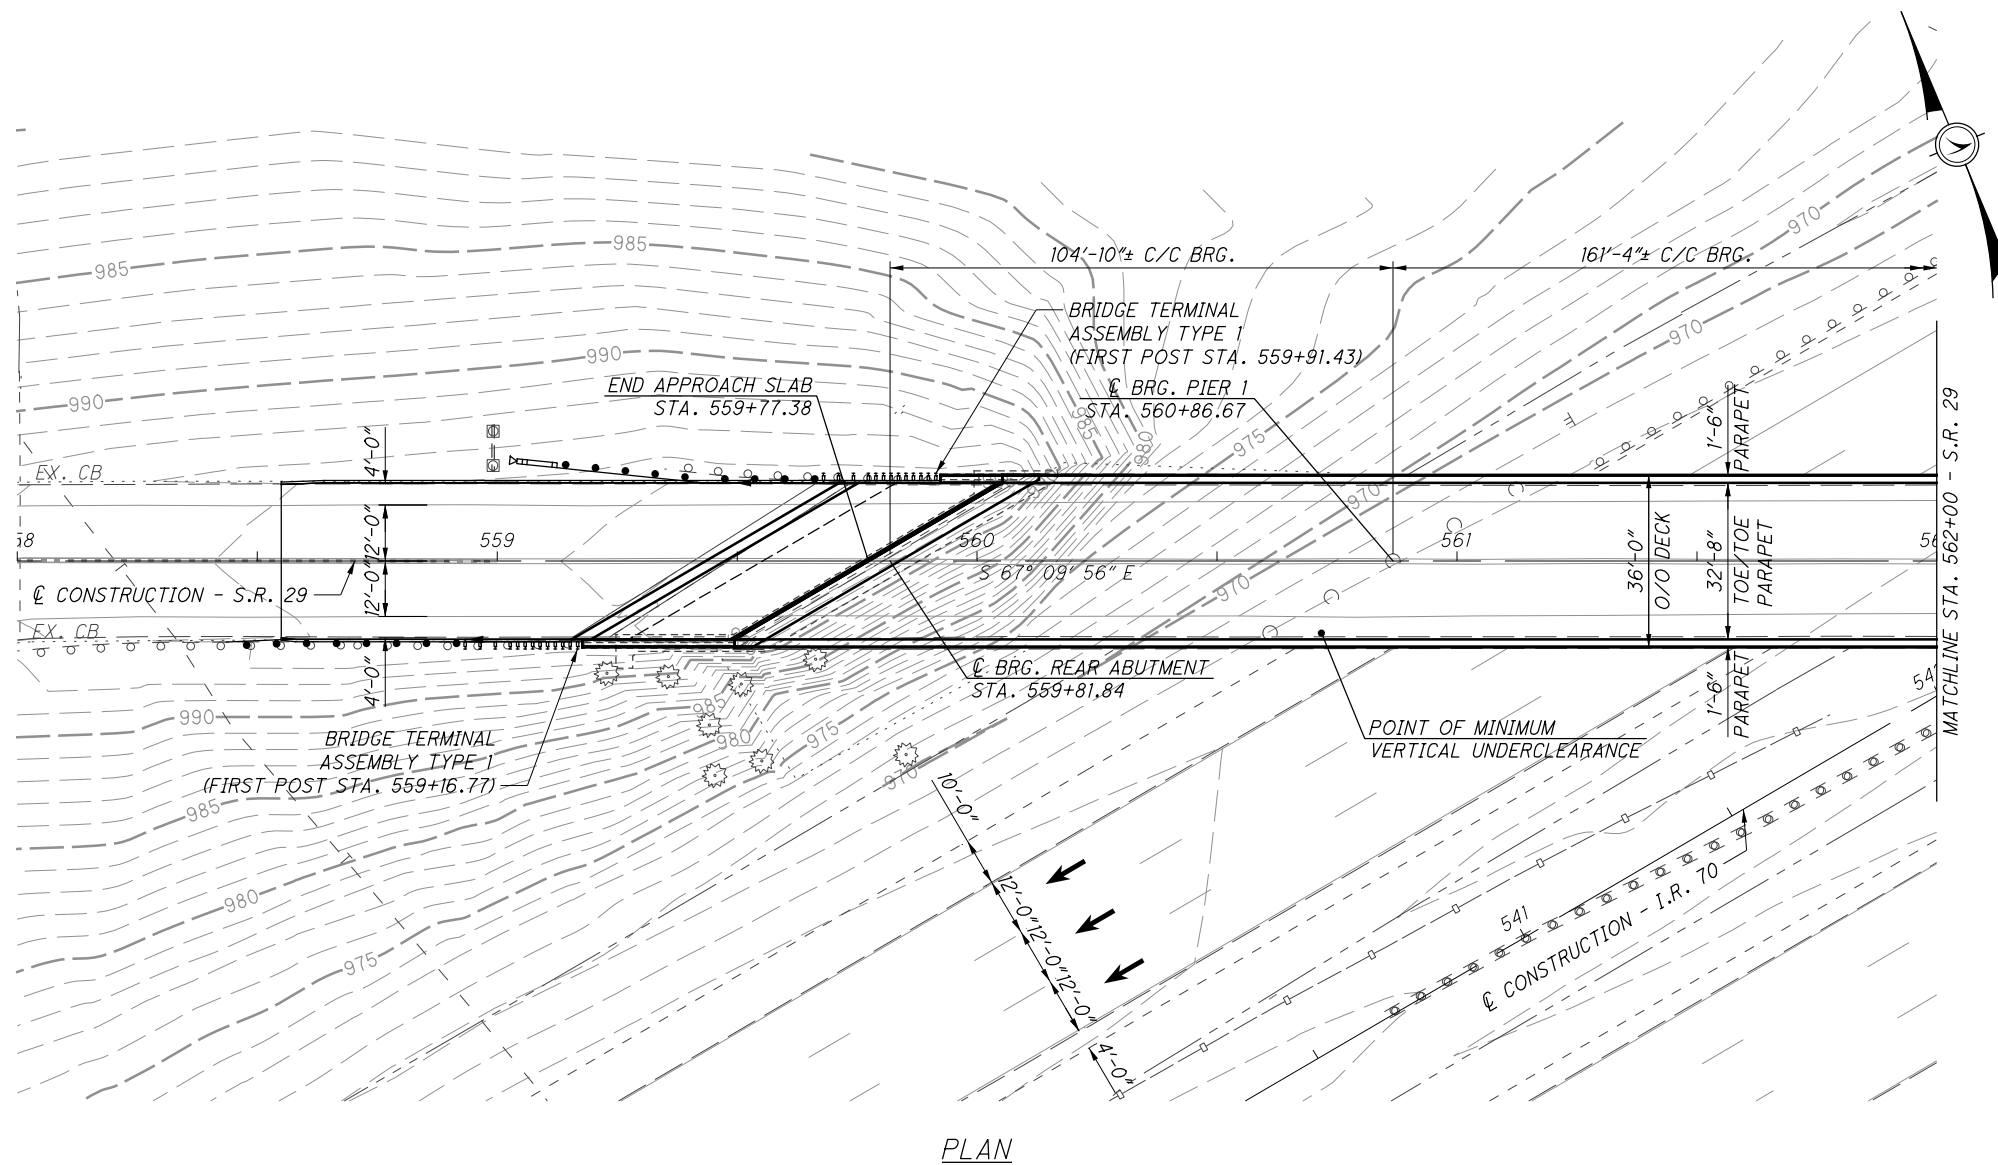 985
985
970
104'-10"± C/C BRG.
161'-4"± C/C BRG.
BRIDGE TERMINAL
ASSEMBLY TYPE 1
(FIRST POST STA. 559+91.43)
970
990
990
END APPROACH SLAB
STA. 559+77.38
℄ BRG. PIER 1
STA. 560+86.67
985
980
975
1'-6"
PARAPET
4'-0"
EX. CB
990
970
12'-0"
58
559
560
561
36'-0"
O/O DECK
32'-8"
TOE/TOE
PARAPET
MATCHLINE STA. 562+00 - S.R. 29
S 67° 09' 56" E
℄ CONSTRUCTION - S.R. 29
12'-0"
970
EX. CB
4'-0"
℄ BRG. REAR ABUTMENT
STA. 559+81.84
1'-6"
PARAPET
990
985
980
975
970
BRIDGE TERMINAL
ASSEMBLY TYPE 1
(FIRST POST STA. 559+16.77)
POINT OF MINIMUM
VERTICAL UNDERCLEARANCE
985
980
975
10'-0"
12'-0"
12'-0"
12'-0"
4'-0"
541
℄ CONSTRUCTION - I.R. 70
PLAN